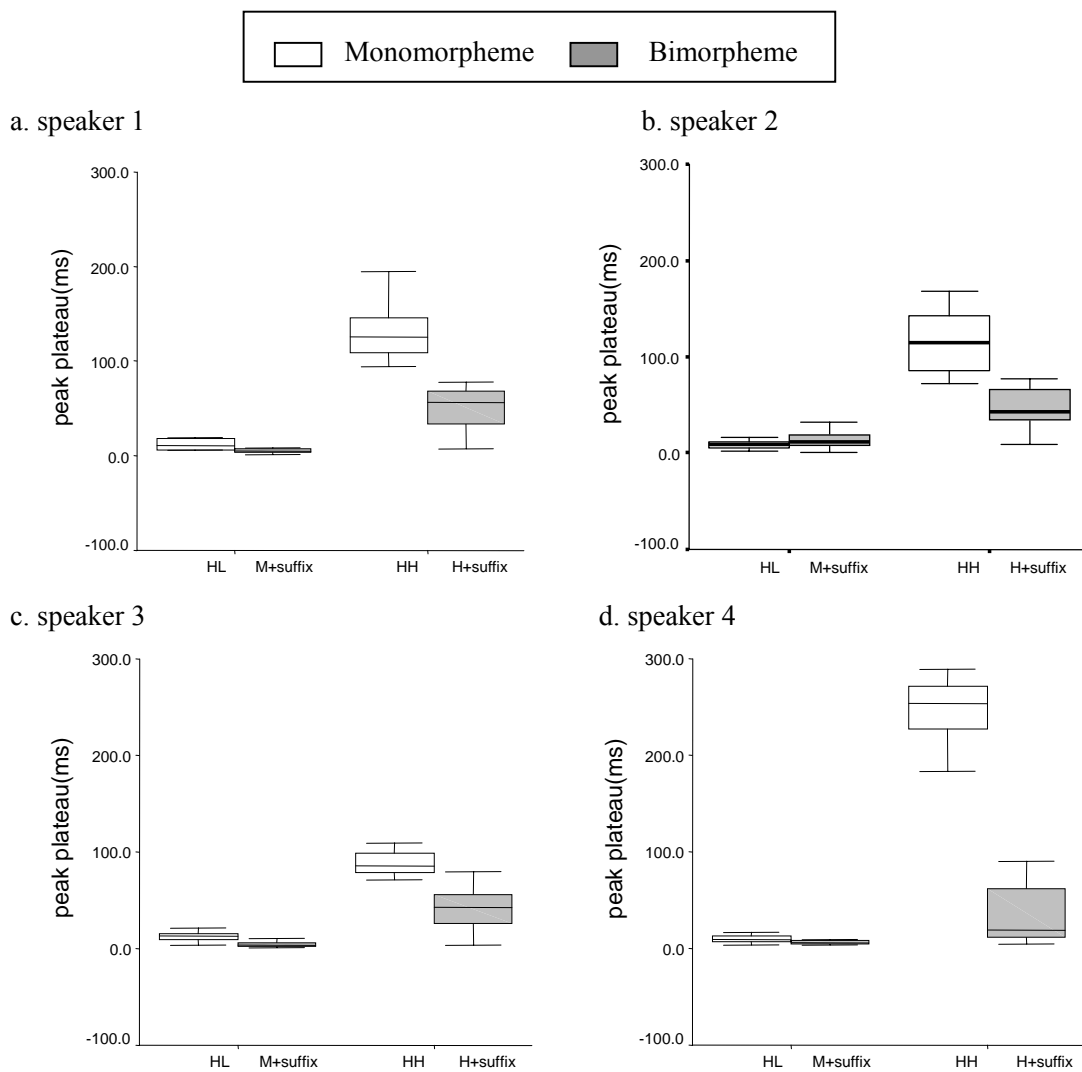 Monomorpheme Bimorpheme
a. speaker 1
b. speaker 2
peak plateau(ms)
300.0
200.0
100.0
0.0
-100.0
HL M+suffix HH H+suffix
peak plateau(ms)
300.0
200.0
100.0
0.0
-100.0
HL M+suffix HH H+suffix
c. speaker 3
d. speaker 4
peak plateau(ms)
300.0
200.0
100.0
0.0
-100.0
HL M+suffix HH H+suffix
peak plateau(ms)
300.0
200.0
100.0
0.0
-100.0
HL M+suffix HH H+suffix